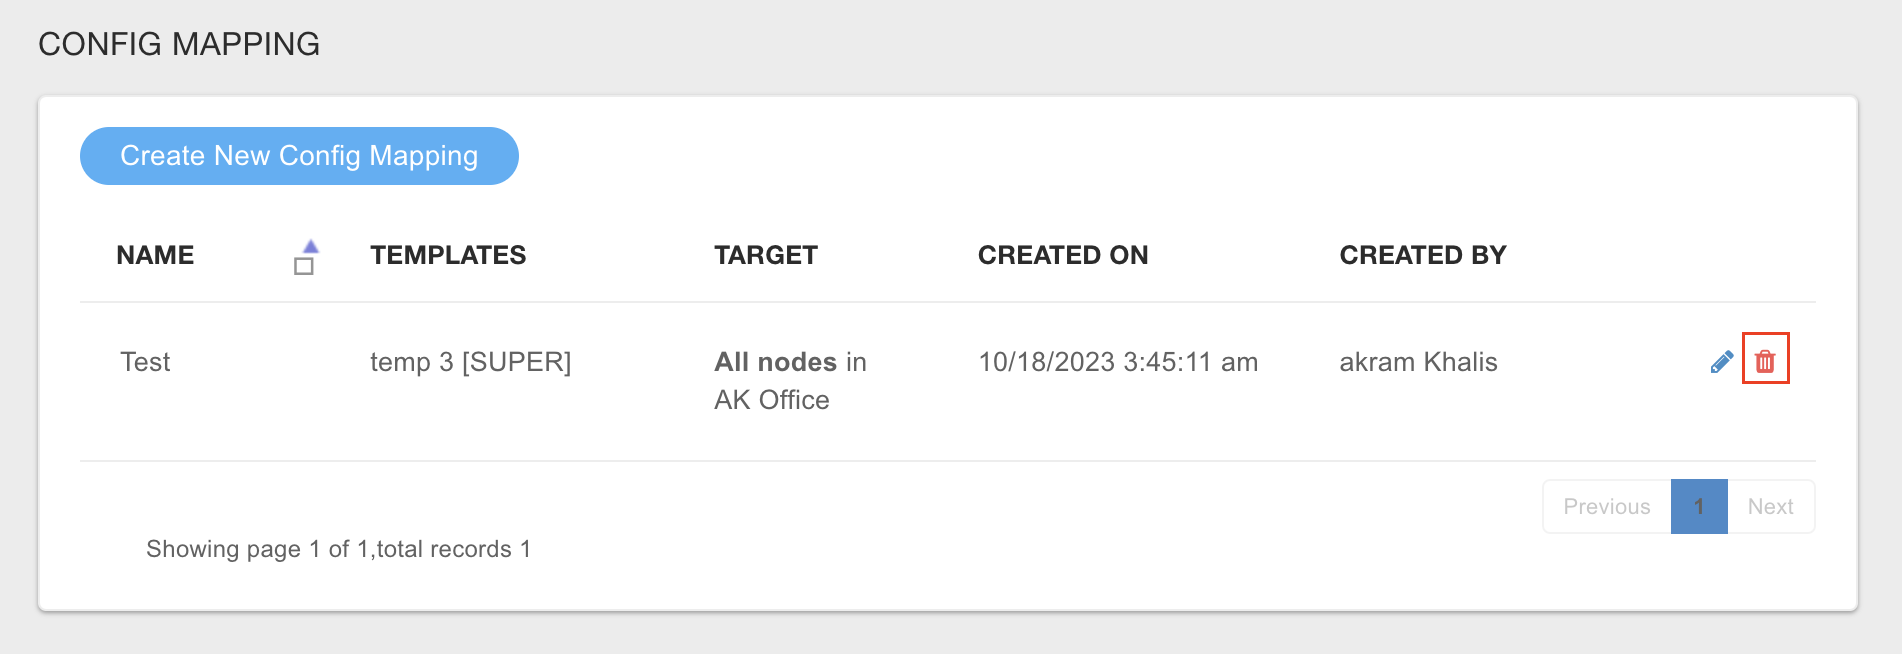 CONFIG MAPPING
Create New Config Mapping
NAME TEMPLATES TARGET CREATED ON CREATED BY
Test temp 3 [SUPER] All nodes in 10/18/2023 3:45:11 am akram Khalis
AK Office
Previous 1 Next
Showing page 1 of 1,total records 1